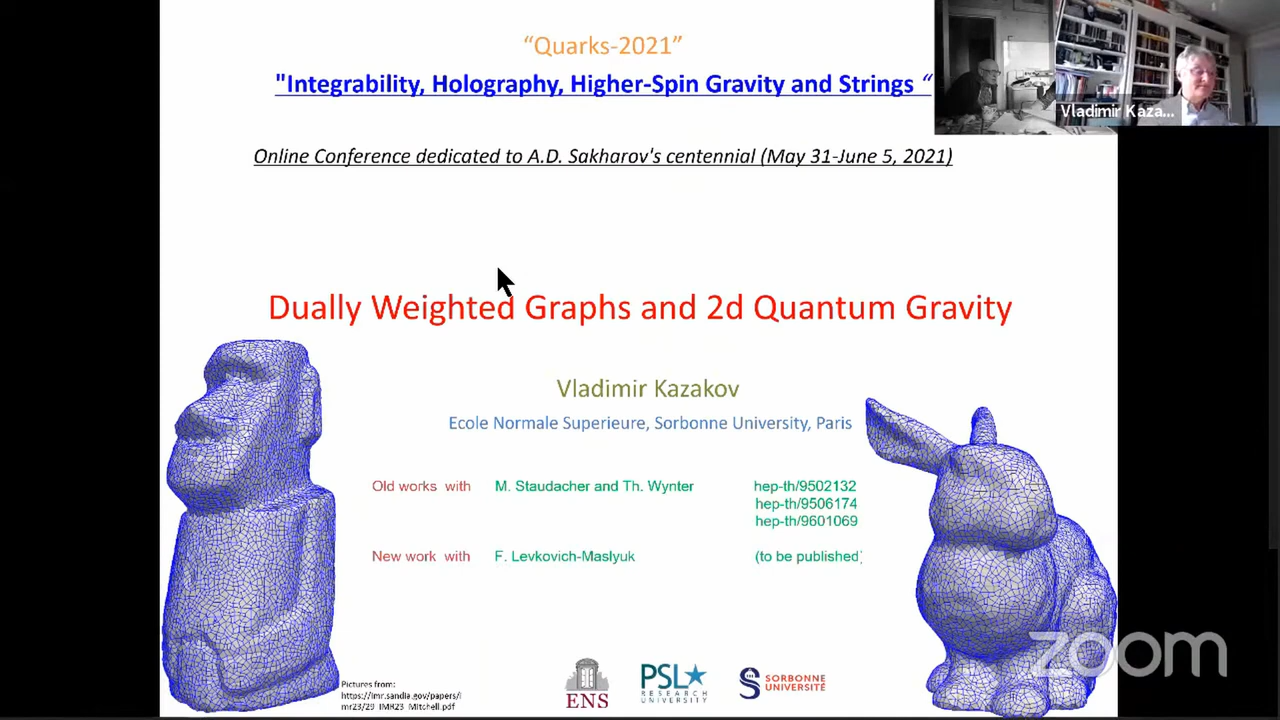 “Quarks-2021”
"Integrability, Holography, Higher-Spin Gravity and Strings “
Vladimir Kaza...
Online Conference dedicated to A.D. Sakharov's centennial (May 31-June 5, 2021)
Dually Weighted Graphs and 2d Quantum Gravity
Vladimir Kazakov
Ecole Normale Superieure, Sorbonne University, Paris
Old works with M. Staudacher and Th. Wynter hep-th/9502132
hep-th/9506174
hep-th/9601069
New work with F. Levkovich-Maslyuk (to be published)
zoom
Pictures from:
https://imr.sandia.gov/papers/i
mr23/29_IMR23_Mitchell.pdf
ENS
PSL
RESEARCH
UNIVERSITY
S
SORBONNE
UNIVERSITÉ